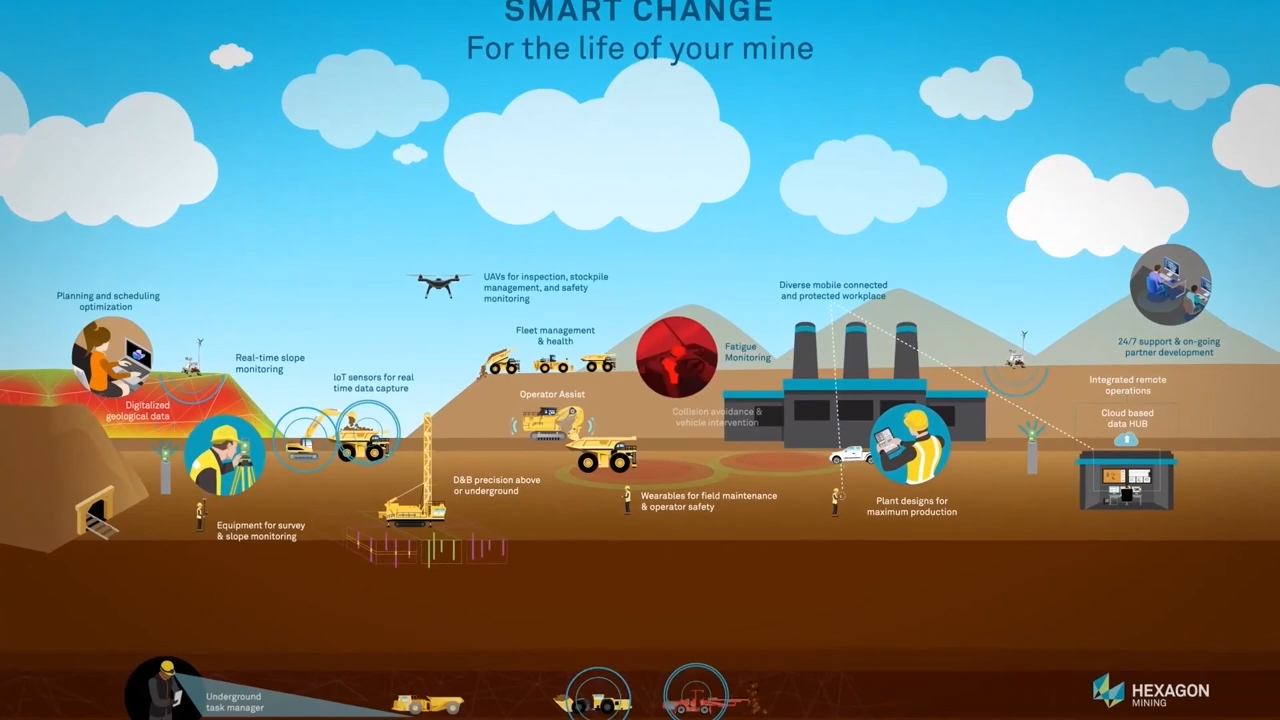 SMART CHANGE
For the life of your mine
UAVs for inspection, stockpile
management, and safety
monitoring
Diverse mobile connected
and protected workplace
Planning and scheduling
optimization
Fleet management
& health
24/7 support & on-going
partner development
Fatigue
Monitoring
Real-time slope
monitoring
IoT sensors for real
time data capture
Integrated remote
operations
Operator Assist
Digitalized
geological data
Collision avoidance &
vehicle intervention
Cloud based
data HUB
D&B precision above
or underground
Wearables for field maintenance
& operator safety
Plant designs for
maximum production
Equipment for survey
& slope monitoring
Underground
task manager
HEXAGON
MINING